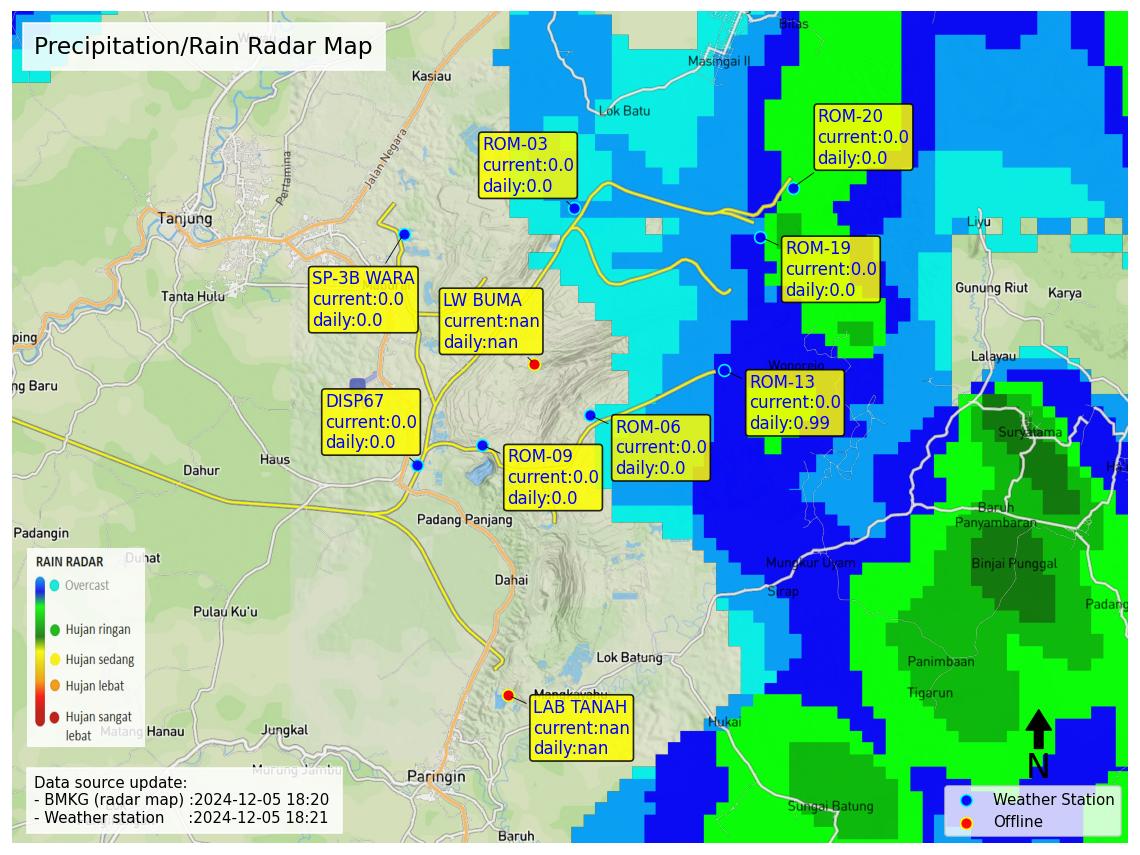 Precipitation/Rain Radar Map
Bitas
Masingai II
Kasiau
Lok Batu
Jalan Negara
Pertamina
ROM-20
current:0.0
daily:0.0
ROM-03
current:0.0
daily:0.0
Tanjung
Liyu
ROM-19
current:0.0
daily:0.0
SP-3B WARA
current:0.0
daily:0.0
LW BUMA
current:nan
daily:nan
Tanta Hulu
Gunung Riut
Karya
ping
Lalayau
Wonorejo
ng Baru
ROM-13
current:0.0
daily:0.99
DISP67
current:0.0
daily:0.0
ROM-06
current:0.0
daily:0.0
Suryatama
Haus
Dahur
ROM-09
current:0.0
daily:0.0
Baruh
Panyambaran
Padang Panjang
Padangin
Duhat
Mungkur Uyam
Binjai Punggal
Dahai
Sirap
Padang
Pulau Ku'u
RAIN RADAR
Overcast
Hujan ringan
Hujan sedang
Hujan lebat
Hujan sangat
lebat
Lok Batung
Panimbaan
Tigarun
Mangkayahu
LAB TANAH
current:nan
daily:nan
Hukai
Matang Hanau
Jungkal
Murung Jambu
Paringin
N
Sungai Batung
Baruh
Data source update:
- BMKG (radar map) :2024-12-05 18:20
- Weather station :2024-12-05 18:21
Weather Station
Offline